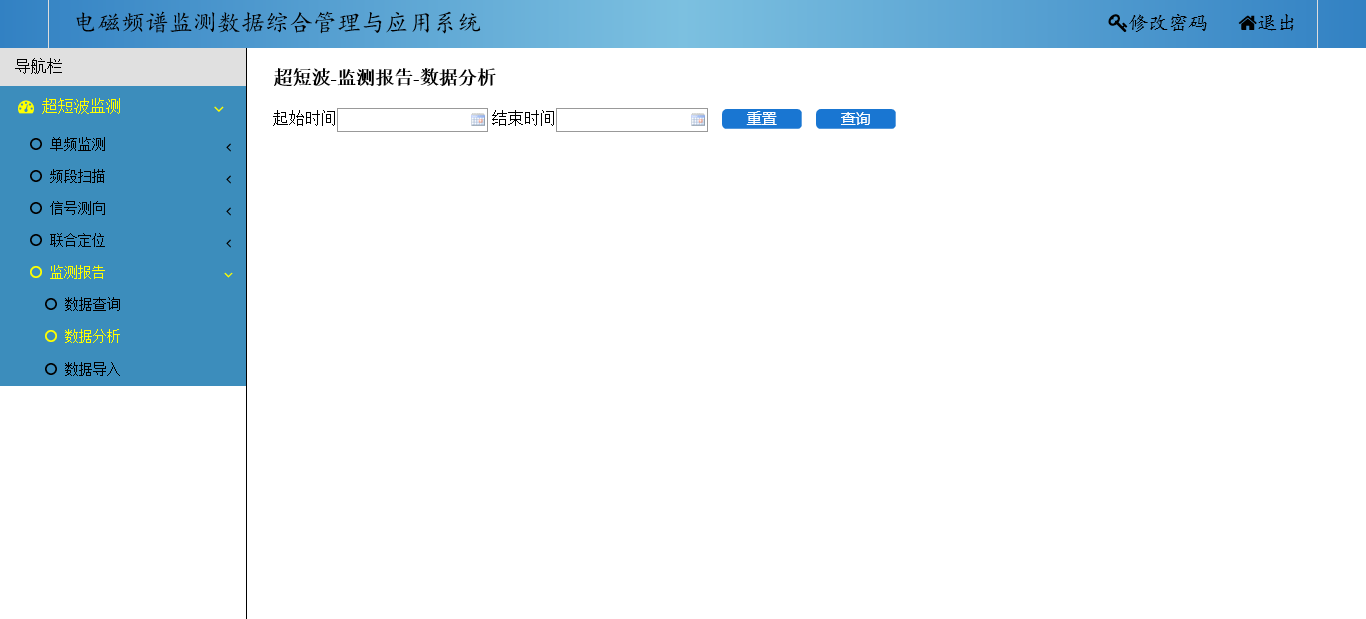 电磁频谱监测数据综合管理与应用系统 修改密码 退出
导航栏
超短波监测
单频监测
频段扫描
信号测向
联合定位
监测报告
数据查询
数据分析
数据导入
超短波-监测报告-数据分析
起始时间 结束时间 重置 查询